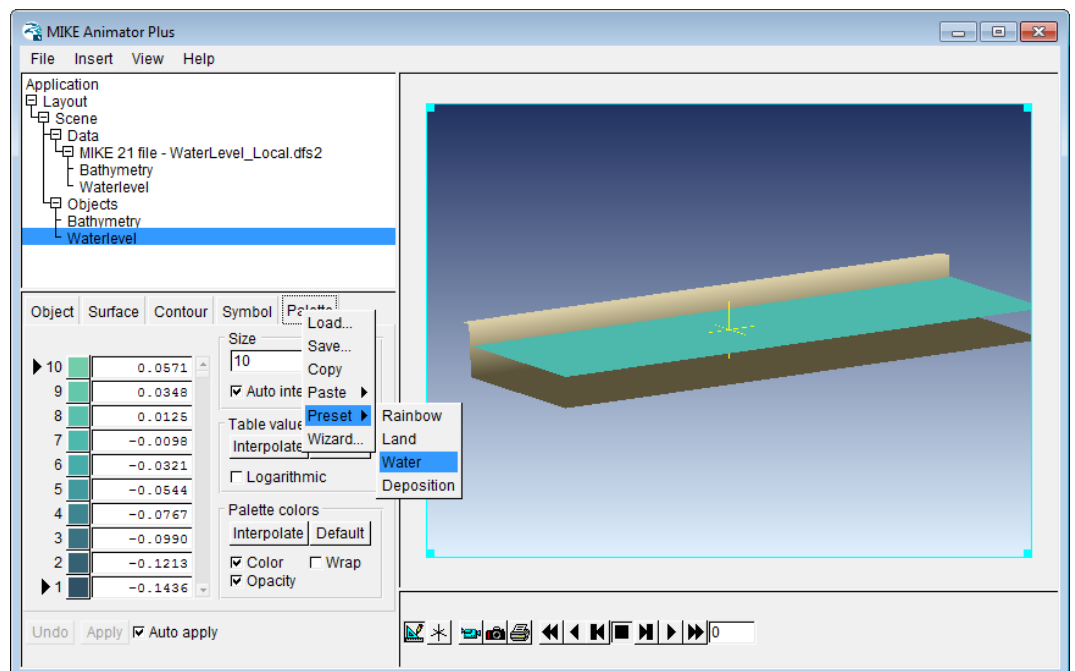 MIKE Animator Plus
File Insert View Help
Application
Layout
Scene
Data
MIKE 21 file - WaterLevel_Local.dfs2
Bathymetry
Waterlevel
Objects
Bathymetry
Waterlevel
Object Surface Contour Symbol
Load...
Save...
Copy
Paste
Preset
Wizard...
Rainbow
Land
Water
Deposition
Size
10
Auto inte
Table value
Interpolate
Logarithmic
Palette colors
Interpolate Default
Color Wrap
Opacity
10 0.0571
9 0.0348
8 0.0125
7 -0.0098
6 -0.0321
5 -0.0544
4 -0.0767
3 -0.0990
2 -0.1213
1 -0.1436
Undo Apply Auto apply
0